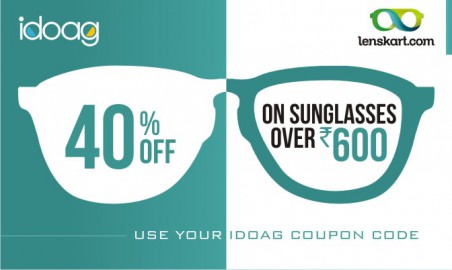 idoag
lenskart.com
40% OFF
ON SUNGLASSES
OVER ₹600
USE YOUR IDOAG COUPON CODE